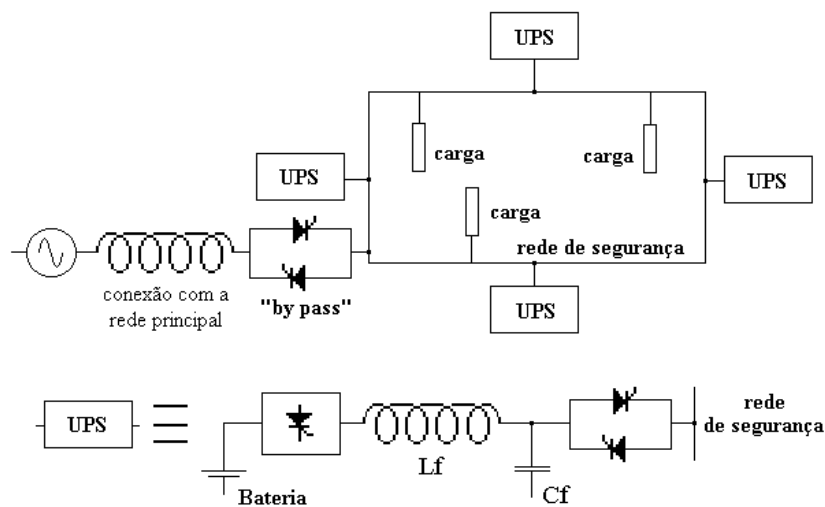 UPS
carga
carga
UPS
UPS
carga
rede de segurança
conexão com a
rede principal
"by pass"
UPS
UPS
rede
de segurança
Lf
Bateria
Cf